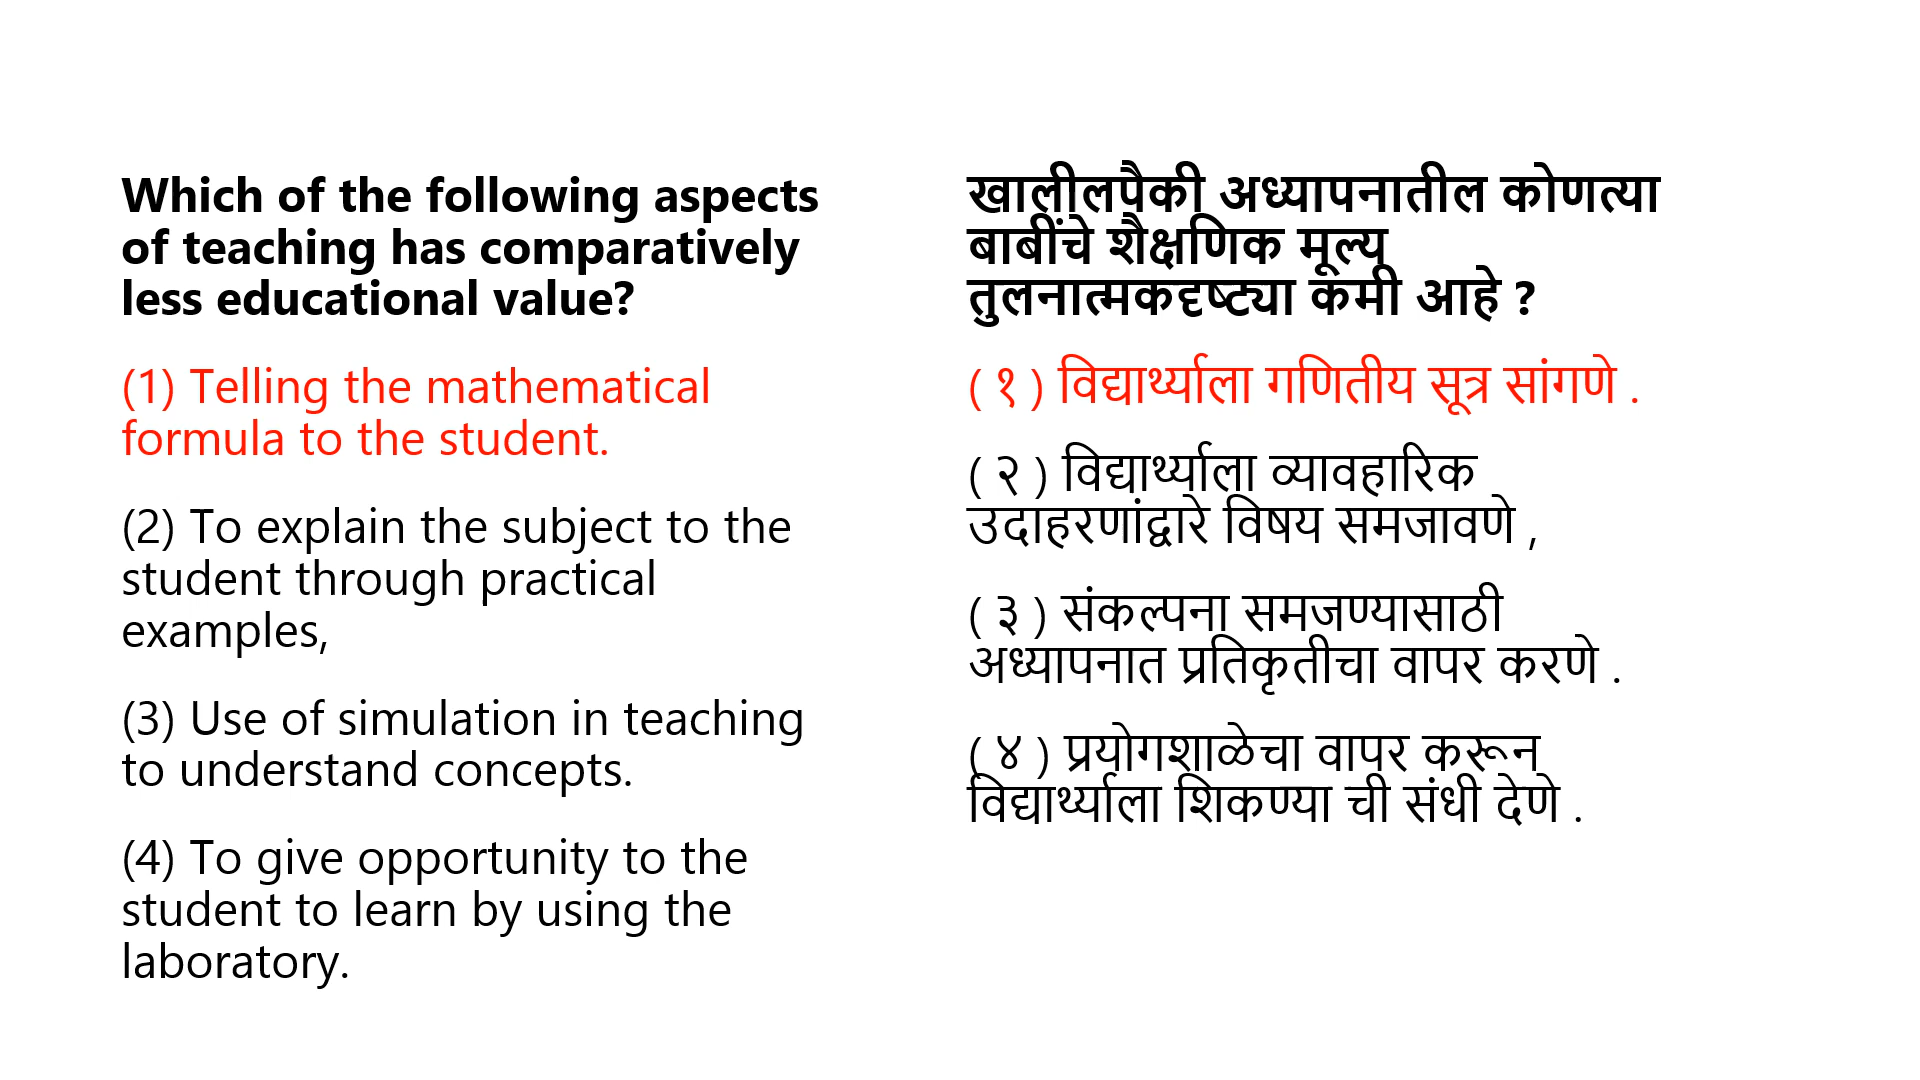 Which of the following aspects
of teaching has comparatively
less educational value?
(1) Telling the mathematical
formula to the student.
(2) To explain the subject to the
student through practical
examples,
(3) Use of simulation in teaching
to understand concepts.
(4) To give opportunity to the
student to learn by using the
laboratory.
खालीलपैकी अध्यापनातील कोणत्या
बाबींचे शैक्षणिक मूल्य
तुलनात्मकदृष्ट्या कमी आहे ?
( १ ) विद्यार्थ्याला गणितीय सूत्र सांगणे .
( २ ) विद्यार्थ्याला व्यावहारिक
उदाहरणांद्वारे विषय समजावणे ,
( ३ ) संकल्पना समजण्यासाठी
अध्यापनात प्रतिकृतीचा वापर करणे .
( ४ ) प्रयोगशाळेचा वापर करून
विद्यार्थ्याला शिकण्या ची संधी देणे .